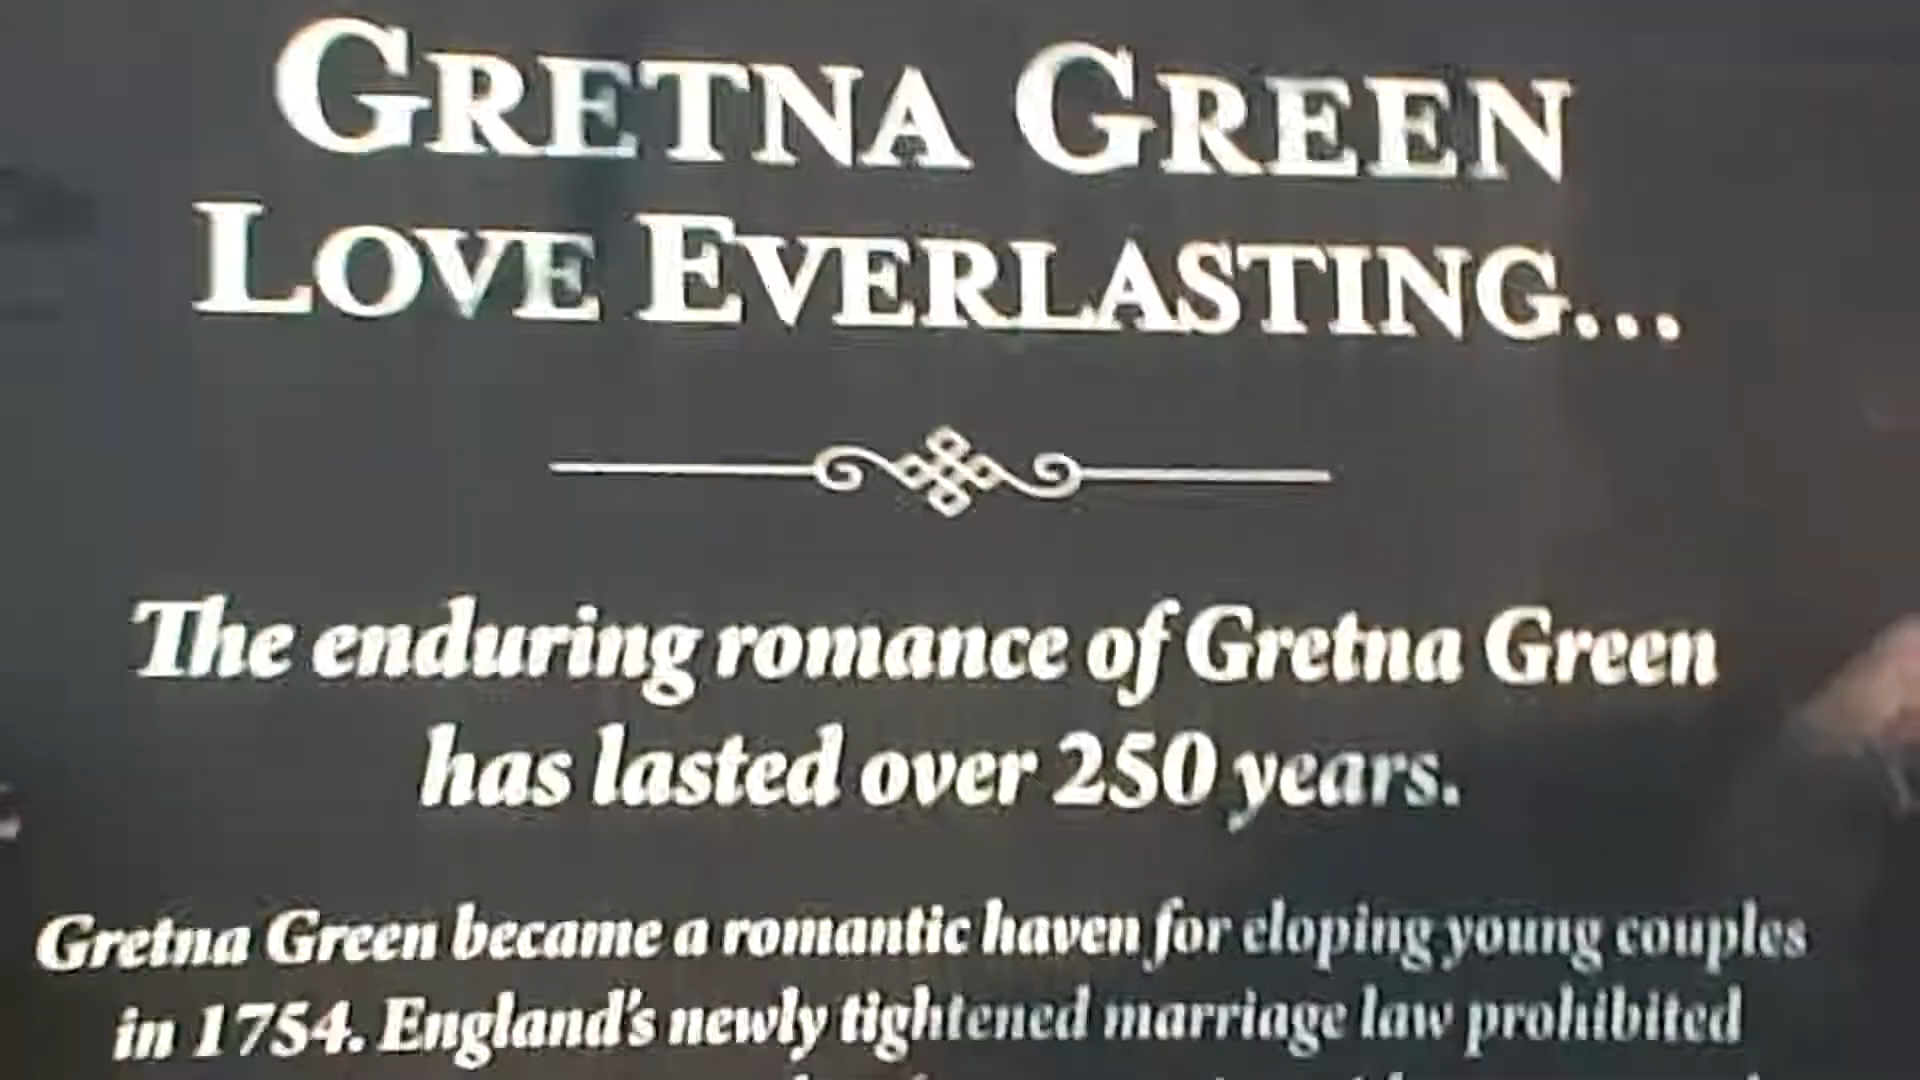 GRETNA GREEN
LOVE EVERLASTING...
The enduring romance of Gretna Green
has lasted over 250 years.
Gretna Green became a romantic haven for eloping young couples
in 1754. England's newly tightened marriage law prohibited